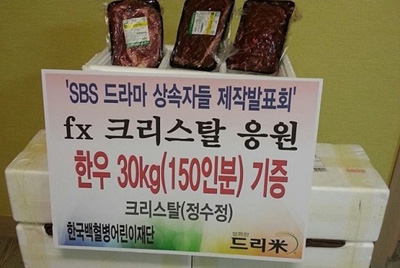 'SBS 드라마 상속자들 제작발표회'
fx 크리스탈 응원
한우 30kg(150인분) 기증
크리스탈(정수정)
한국백혈병어린이재단
드리米